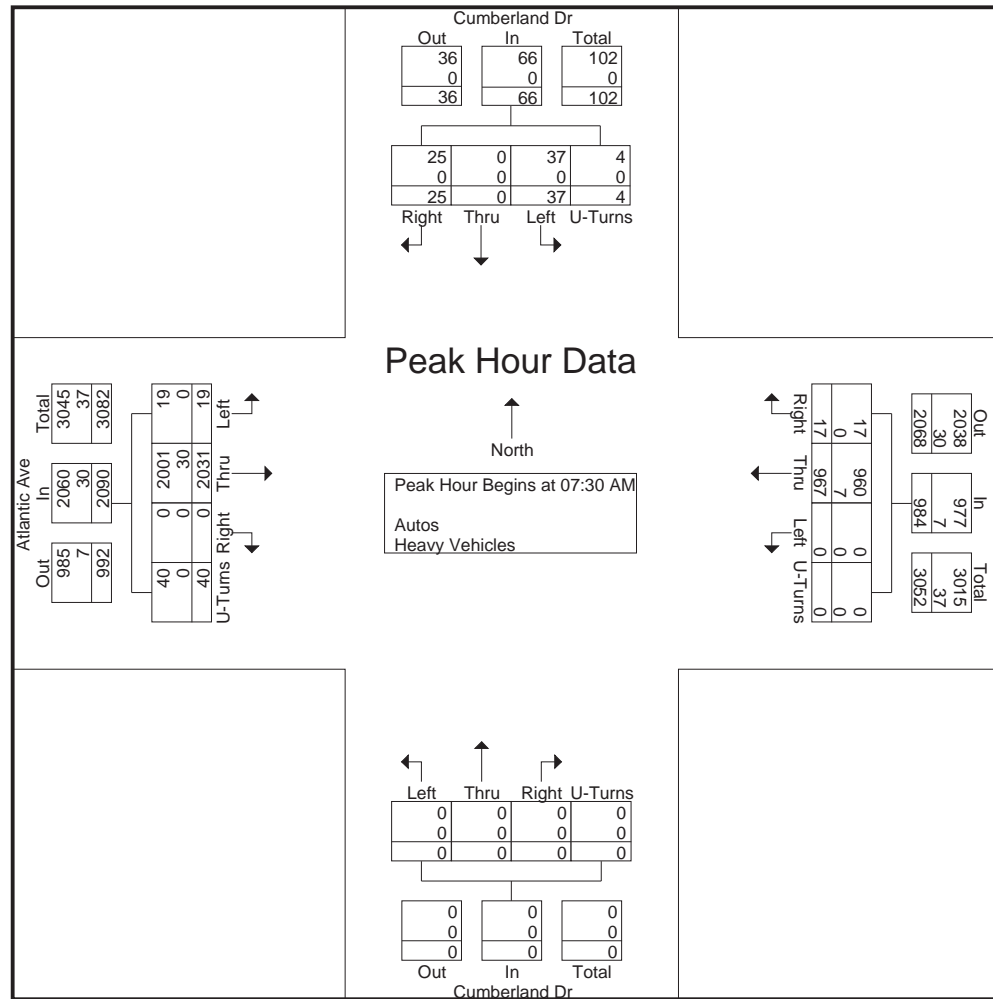 Cumberland Dr
Out In Total
36 66 102
0 0 0
36 66 102
25 0 37 4
0 0 0 0
25 0 37 4
Right Thru Left U-Turns
Peak Hour Data
North
Peak Hour Begins at 07:30 AM
Autos
Heavy Vehicles
Atlantic Ave
Out In Total
985 2060 3045
7 30 37
992 2090 3082
40 0 2001 19
0 0 30 0
40 0 2031 19
U-Turns Right Thru Left
Out In Total
2038 977 3015
30 7 37
2068 984 3052
17 960 0 0
0 7 0 0
17 967 0 0
Right Thru Left U-Turns
Left Thru Right U-Turns
0 0 0 0
0 0 0 0
0 0 0 0
0 0 0
0 0 0
0 0 0
Out In Total
Cumberland Dr